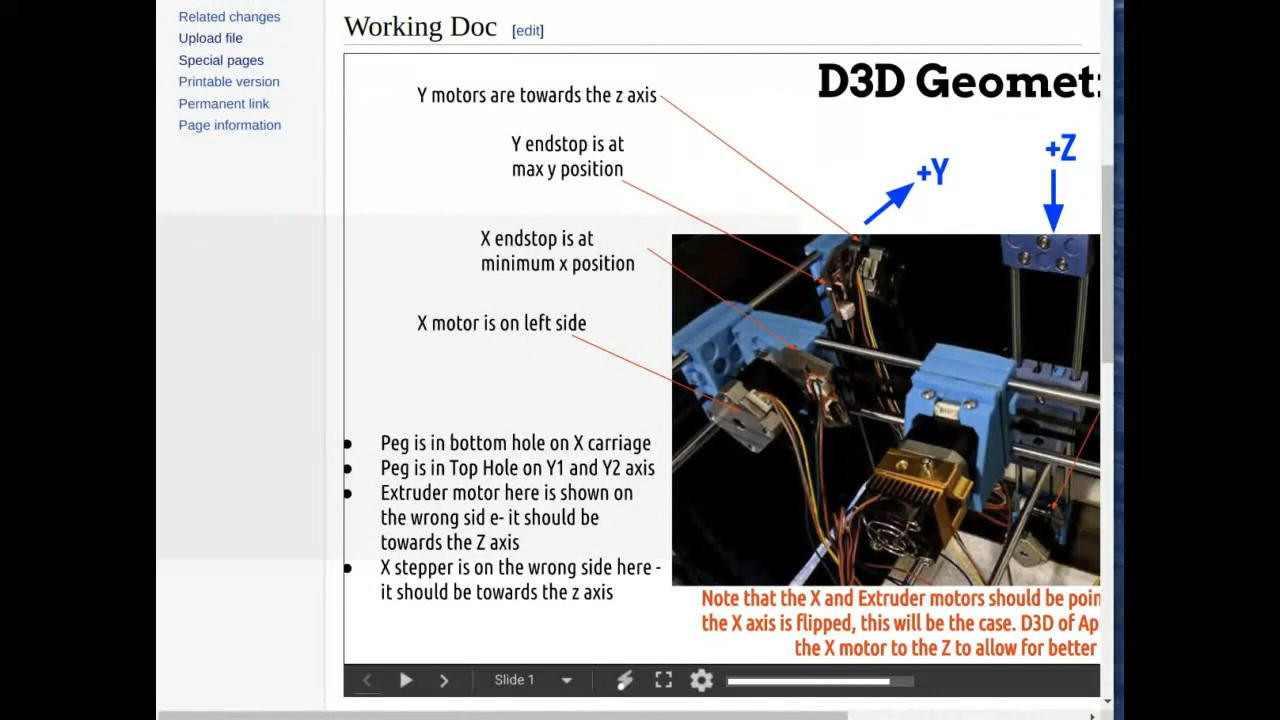 Related changes
Upload file
Special pages
Printable version
Permanent link
Page information
Working Doc [edit]
D3D Geomet
Y motors are towards the z axis
Y endstop is at
max y position
+Y
+Z
X endstop is at
minimum x position
X motor is on left side
Peg is in bottom hole on X carriage
Peg is in Top Hole on Y1 and Y2 axis
Extruder motor here is shown on
the wrong sid e- it should be
towards the Z axis
X stepper is on the wrong side here -
it should be towards the z axis
Note that the X and Extruder motors should be poin
the X axis is flipped, this will be the case. D3D of Ap
the X motor to the Z to allow for better
Slide 1